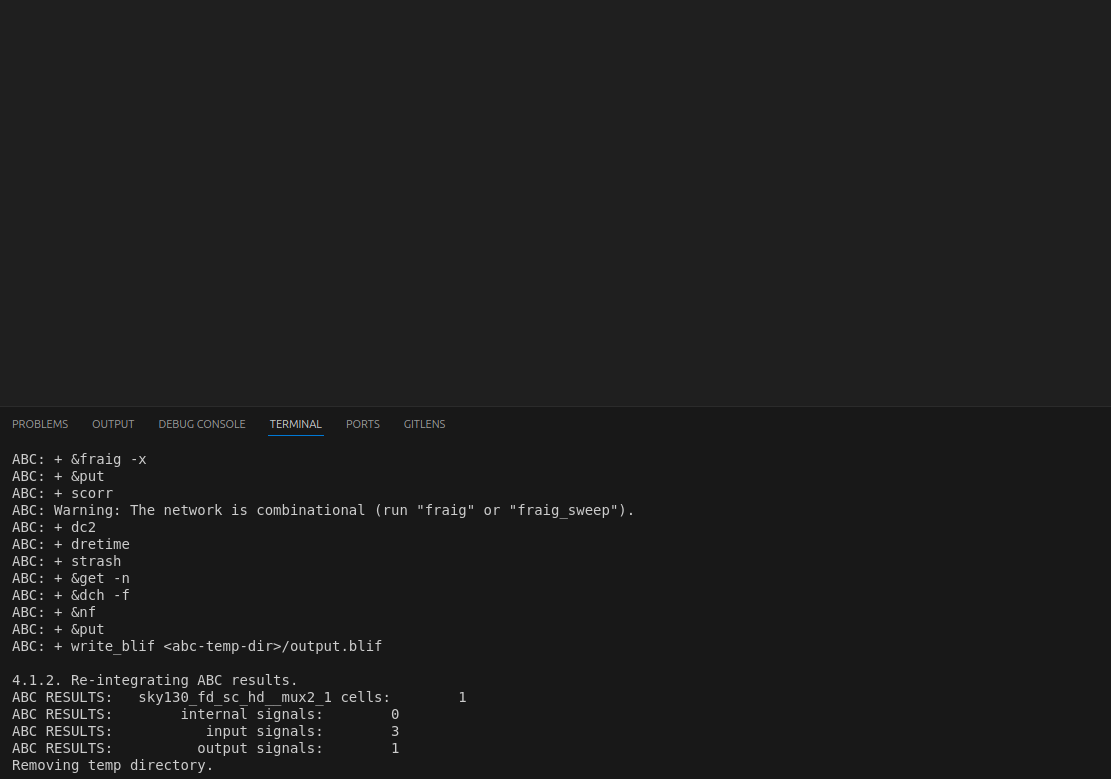 PROBLEMS OUTPUT DEBUG CONSOLE TERMINAL PORTS GITLENS
ABC: + &fraig -x
ABC: + &put
ABC: + scorr
ABC: Warning: The network is combinational (run "fraig" or "fraig_sweep").
ABC: + dc2
ABC: + dretime
ABC: + strash
ABC: + &get -n
ABC: + &dch -f
ABC: + &nf
ABC: + &put
ABC: + write_blif <abc-temp-dir>/output.blif
4.1.2. Re-integrating ABC results.
ABC RESULTS:   sky130_fd_sc_hd__mux2_1 cells:        1
ABC RESULTS:        internal signals:        0
ABC RESULTS:           input signals:        3
ABC RESULTS:          output signals:        1
Removing temp directory.